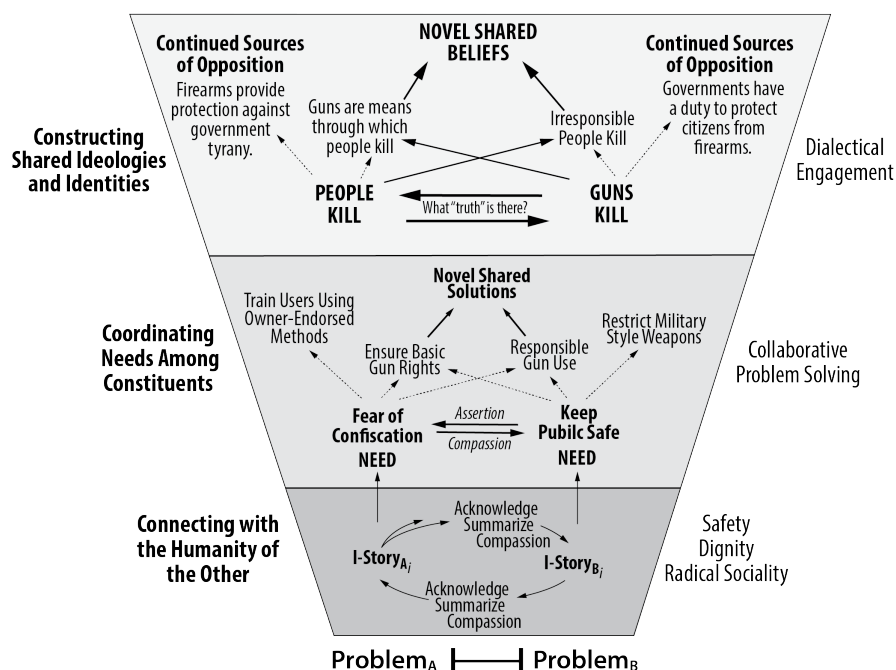 NOVEL SHARED
BELIEFS
Continued Sources
of Opposition
Firearms provide
protection against
government
tyranny.
Guns are means
through which
people kill
Irresponsible
People Kill
Continued Sources
of Opposition
Governments have
a duty to protect
citizens from
firearms.
Constructing
Shared Ideologies
and Identities
Dialectical
Engagement
PEOPLE
KILL
What "truth" is there?
GUNS
KILL
Novel Shared
Solutions
Train Users Using
Owner-Endorsed
Methods
Ensure Basic
Gun Rights
Responsible
Gun Use
Restrict Military
Style Weapons
Coordinating
Needs Among
Constituents
Collaborative
Problem Solving
Fear of
Confiscation
NEED
Assertion
Compassion
Keep
Pubilc Safe
NEED
Connecting with
the Humanity of
the Other
Acknowledge
Summarize
Compassion
I-StoryAi
I-StoryBi
Acknowledge
Summarize
Compassion
Safety
Dignity
Radical Sociality
ProblemA
ProblemB